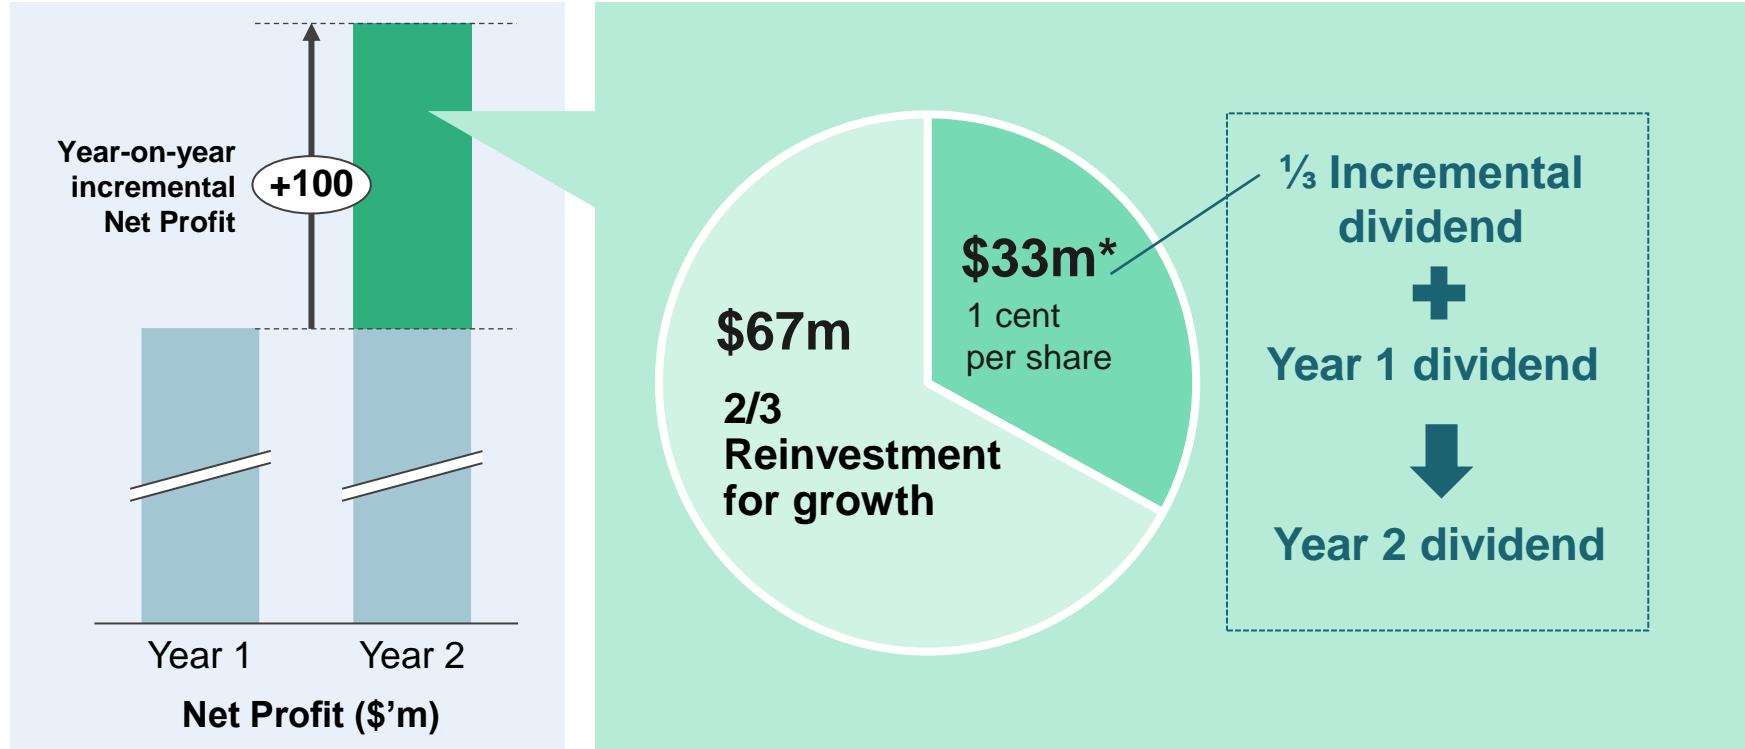 Year-on-year
incremental
Net Profit
+100
Year 1
Year 2
Net Profit ($’m)
$67m
2/3
Reinvestment
for growth
$33m*
1 cent
per share
⅓ Incremental
dividend
Year 1 dividend
Year 2 dividend